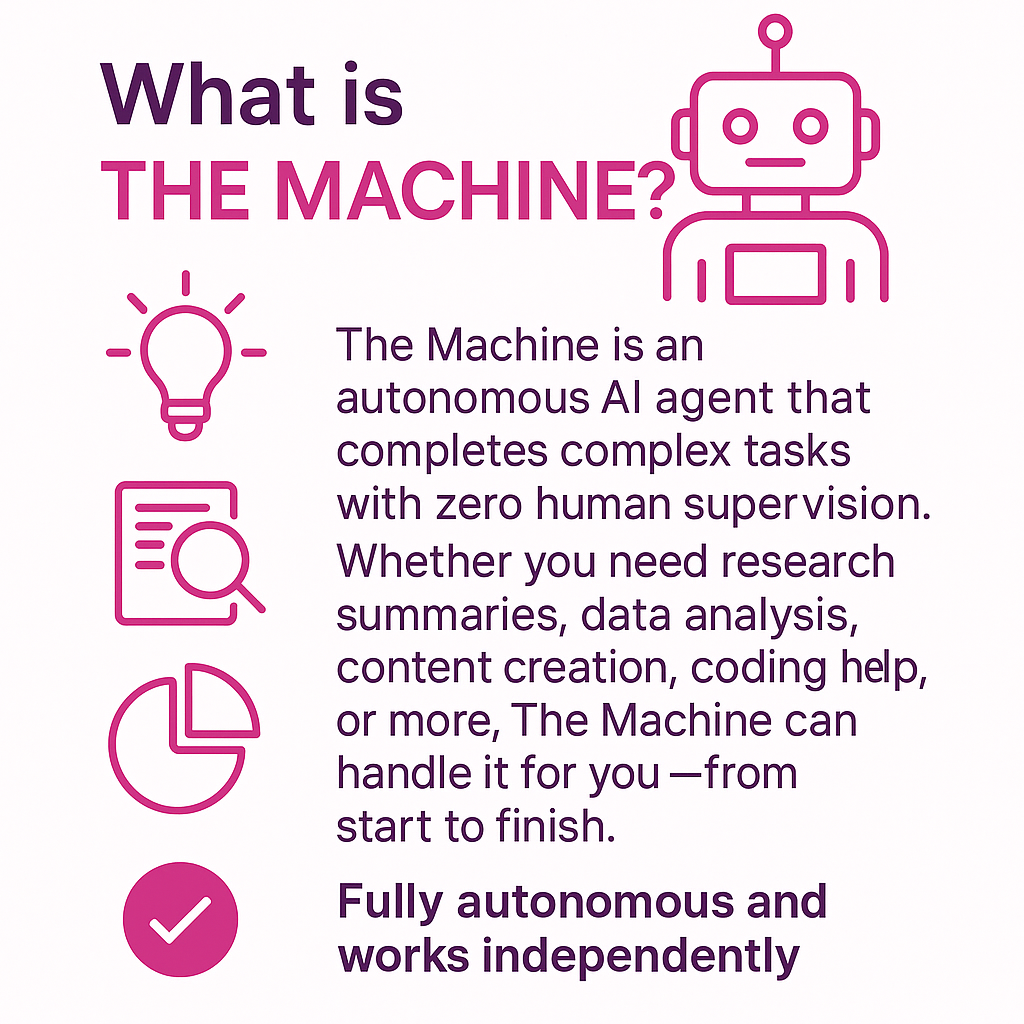 What is
THE MACHINE?
The Machine is an
autonomous AI agent that
completes complex tasks
with zero human supervision.
Whether you need research
summaries, data analysis,
content creation, coding help,
or more, The Machine can
handle it for you —from
start to finish.
Fully autonomous and
works independently